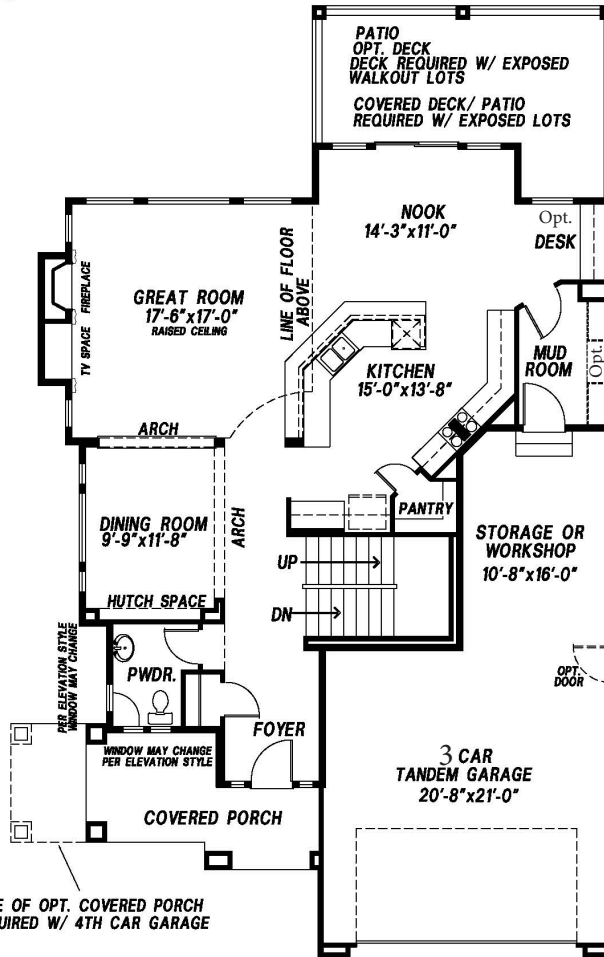 PATIO
OPT. DECK
DECK REQUIRED W/ EXPOSED
WALKOUT LOTS
COVERED DECK/ PATIO
REQUIRED W/ EXPOSED LOTS
NOOK
14'-3"x11'-0"
Opt.
DESK
LINE OF FLOOR
ABOVE
FIREPLACE
TV SPACE
GREAT ROOM
17'-6"x17'-0"
RAISED CEILING
KITCHEN
15'-0"x13'-8"
MUD
ROOM
Opt.
ARCH
DINING ROOM
9'-9"x11'-8"
ARCH
HUTCH SPACE
PANTRY
UP
DN
STORAGE OR
WORKSHOP
10'-8"x16'-0"
OPT.
DOOR
PER ELEVATION STYLE
WINDOW MAY CHANGE
PWDR.
FOYER
WINDOW MAY CHANGE
PER ELEVATION STYLE
3 CAR
TANDEM GARAGE
20'-8"x21'-0"
COVERED PORCH
E OF OPT. COVERED PORCH
UIRED W/ 4TH CAR GARAGE